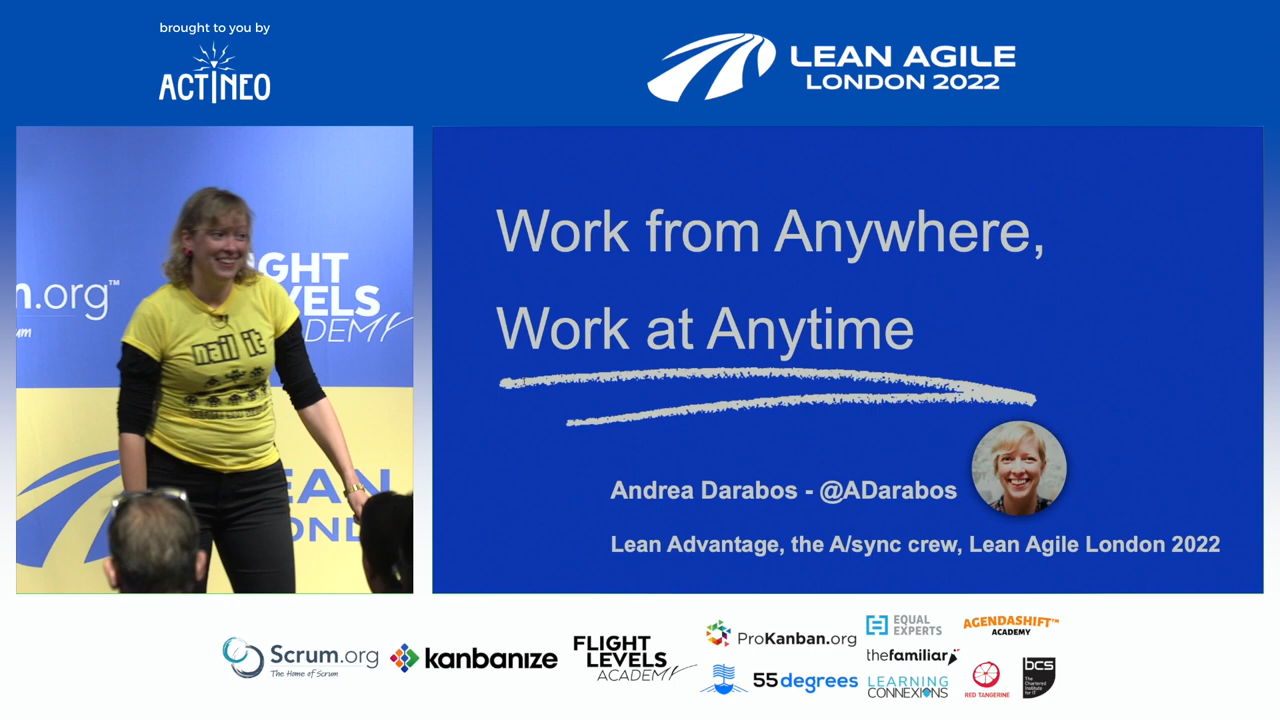 brought to you by
ACTINEO
LEAN AGILE
LONDON 2022
n.org™
um
FLIGHT
LEVELS
ACADEMY
nail it
LEAN
LOND
Work from Anywhere,
Work at Anytime
Andrea Darabos - @ADarabos
Lean Advantage, the A/sync crew, Lean Agile London 2022
Scrum.org
The Home of Scrum
kanbanize
FLIGHT
LEVELS
ACADEMY
ProKanban.org
55degrees
EQUAL
EXPERTS
thefamiliar
LEARNING
CONNEXIONS
AGENDASHIFT™
ACADEMY
RED TANGERINE
bcs
The
Chartered
Institute
for IT